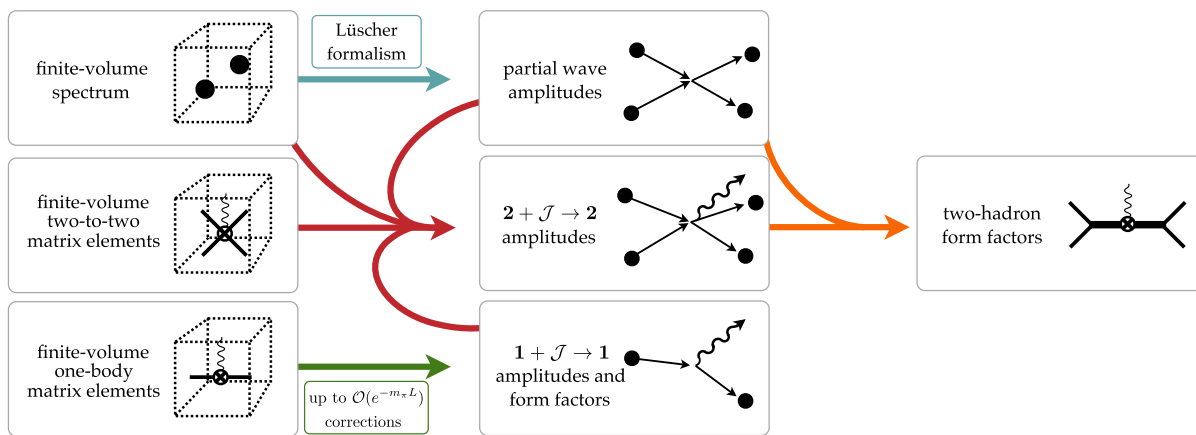 finite-volume
spectrum
Lüscher
formalism
partial wave
amplitudes
finite-volume
two-to-two
matrix elements
2 + 𝒥 → 2
amplitudes
two-hadron
form factors
finite-volume
one-body
matrix elements
up to 𝒪(e^{-m_π L})
corrections
1 + 𝒥 → 1
amplitudes and
form factors